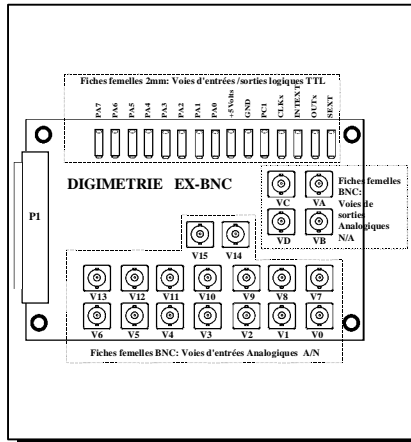 Fiches femelles 2mm: Voies d'entrées /sorties logiques TTL
PA7 PA6 PA5 PA4 PA3 PA2 PA1 PA0 +5Volts GND PC1 CLKx INTEXT OUTx SEXT
P1
DIGIMETRIE EX-BNC
VC VA
VD VB
Fiches femelles
BNC:
Voies de
sorties
Analogiques
N/A
V15 V14
V13 V12 V11 V10 V9 V8 V7
V6 V5 V4 V3 V2 V1 V0
Fiches femelles BNC: Voies d'entrées Analogiques A/N